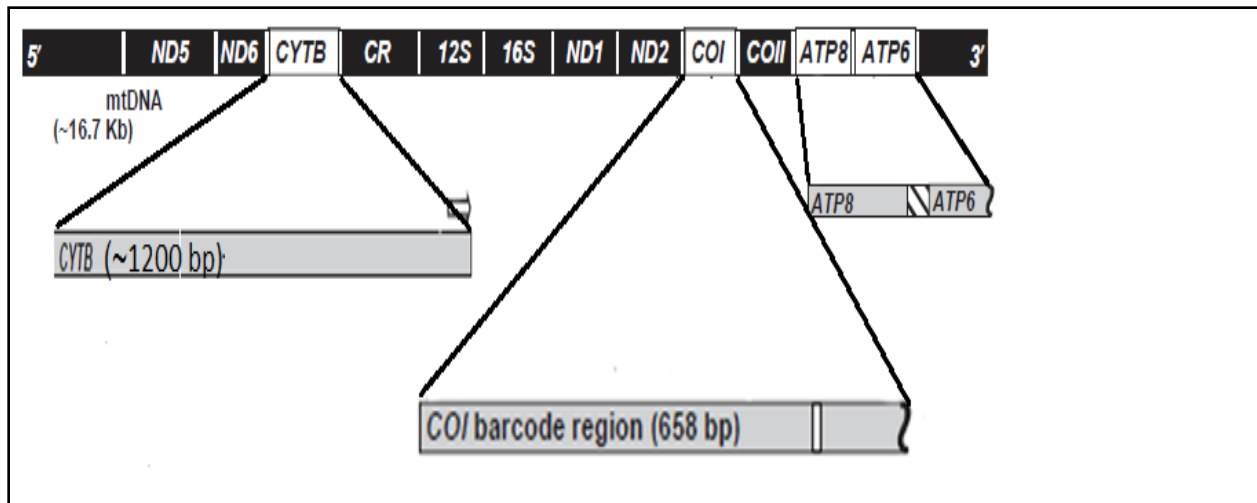 5′ ND5 ND6 CYTB CR 12S 16S ND1 ND2 COI COII ATP8 ATP6 3′
mtDNA
(~16.7 Kb)
ATP8 ATP6
CYTB (~1200 bp)
COI barcode region (658 bp)